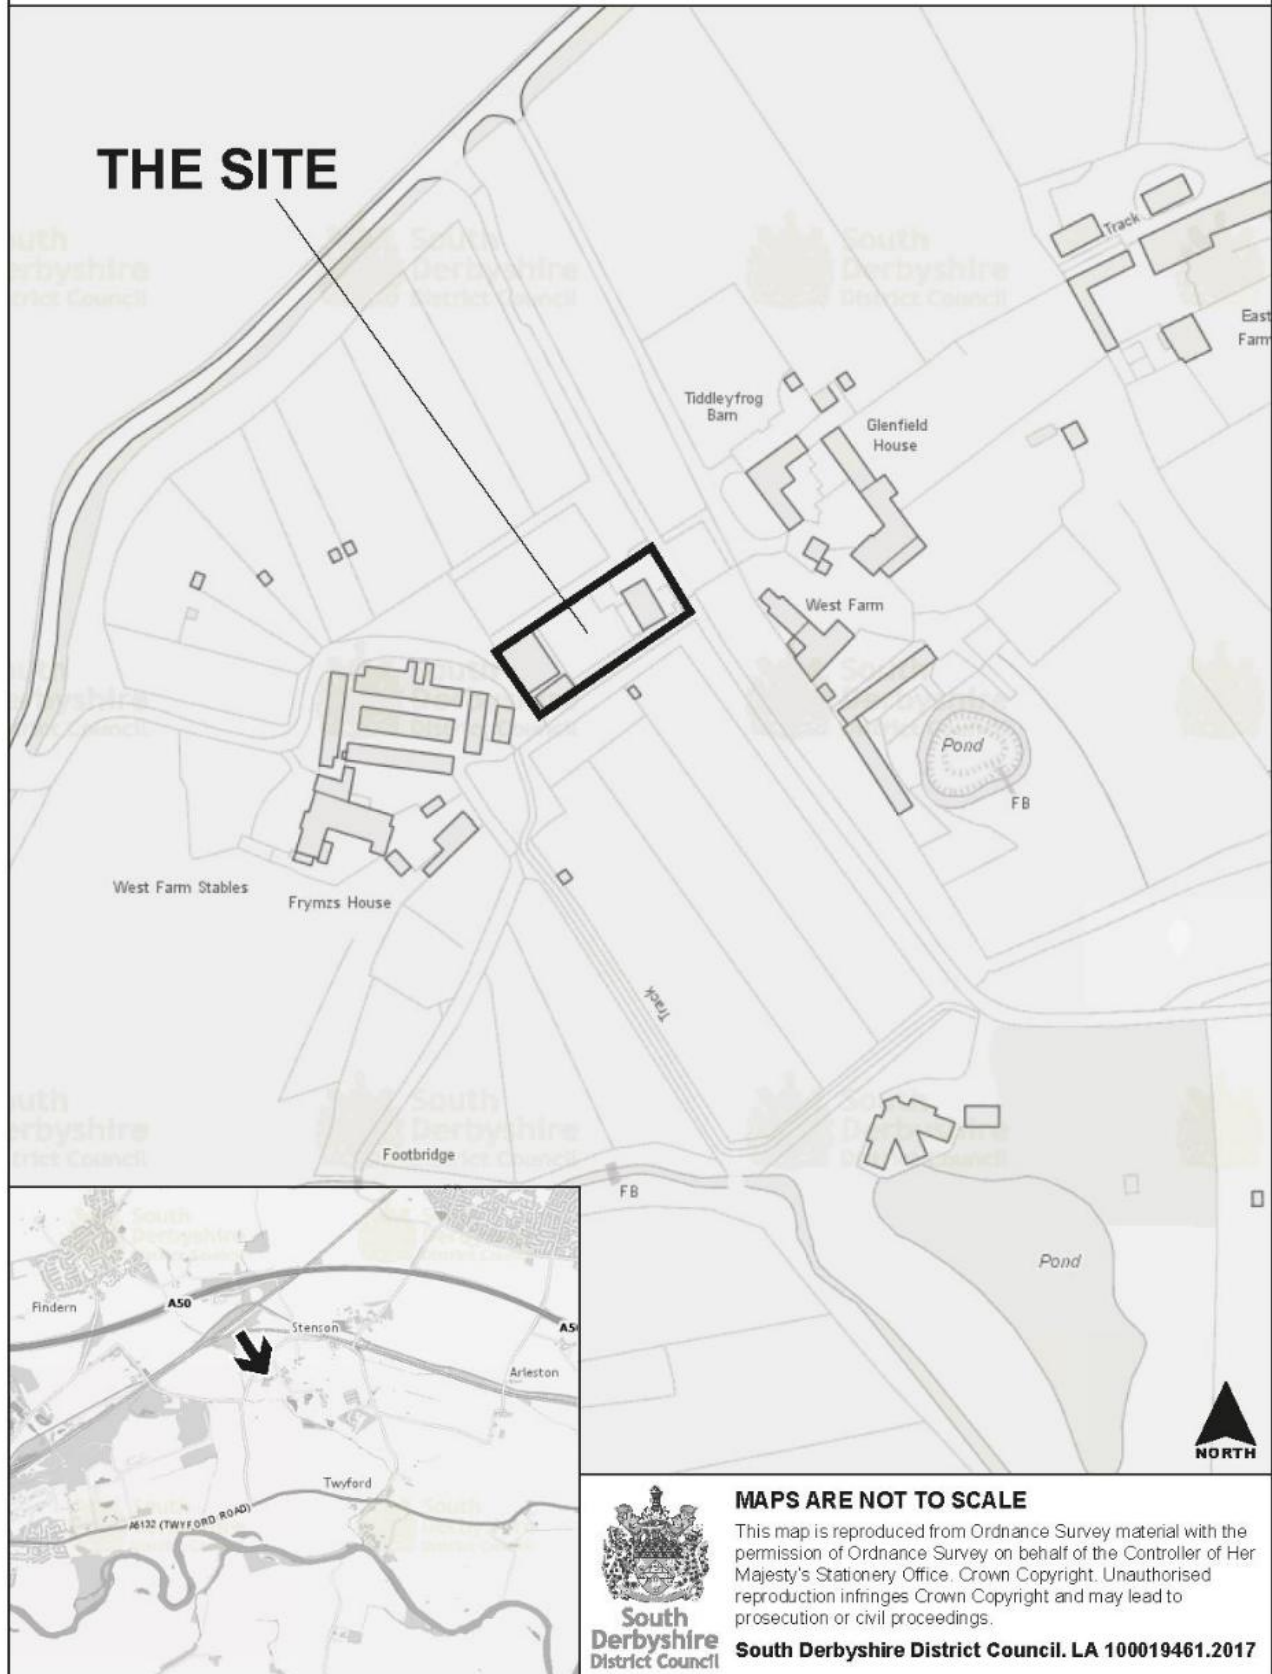 THE SITE
Track
East
Farm
Tiddleyfrog
Barn
Glenfield
House
West Farm
Pond
FB
West Farm Stables
Frymzs House
Track
Footbridge
FB
Pond
NORTH
Findern
A50
Stenson
A5
Arleston
Twyford
A5132 (TWYFORD ROAD)
South
Derbyshire
District Council
MAPS ARE NOT TO SCALE
This map is reproduced from Ordnance Survey material with the
permission of Ordnance Survey on behalf of the Controller of Her
Majesty's Stationery Office. Crown Copyright. Unauthorised
reproduction infringes Crown Copyright and may lead to
prosecution or civil proceedings.
South Derbyshire District Council. LA 100019461.2017